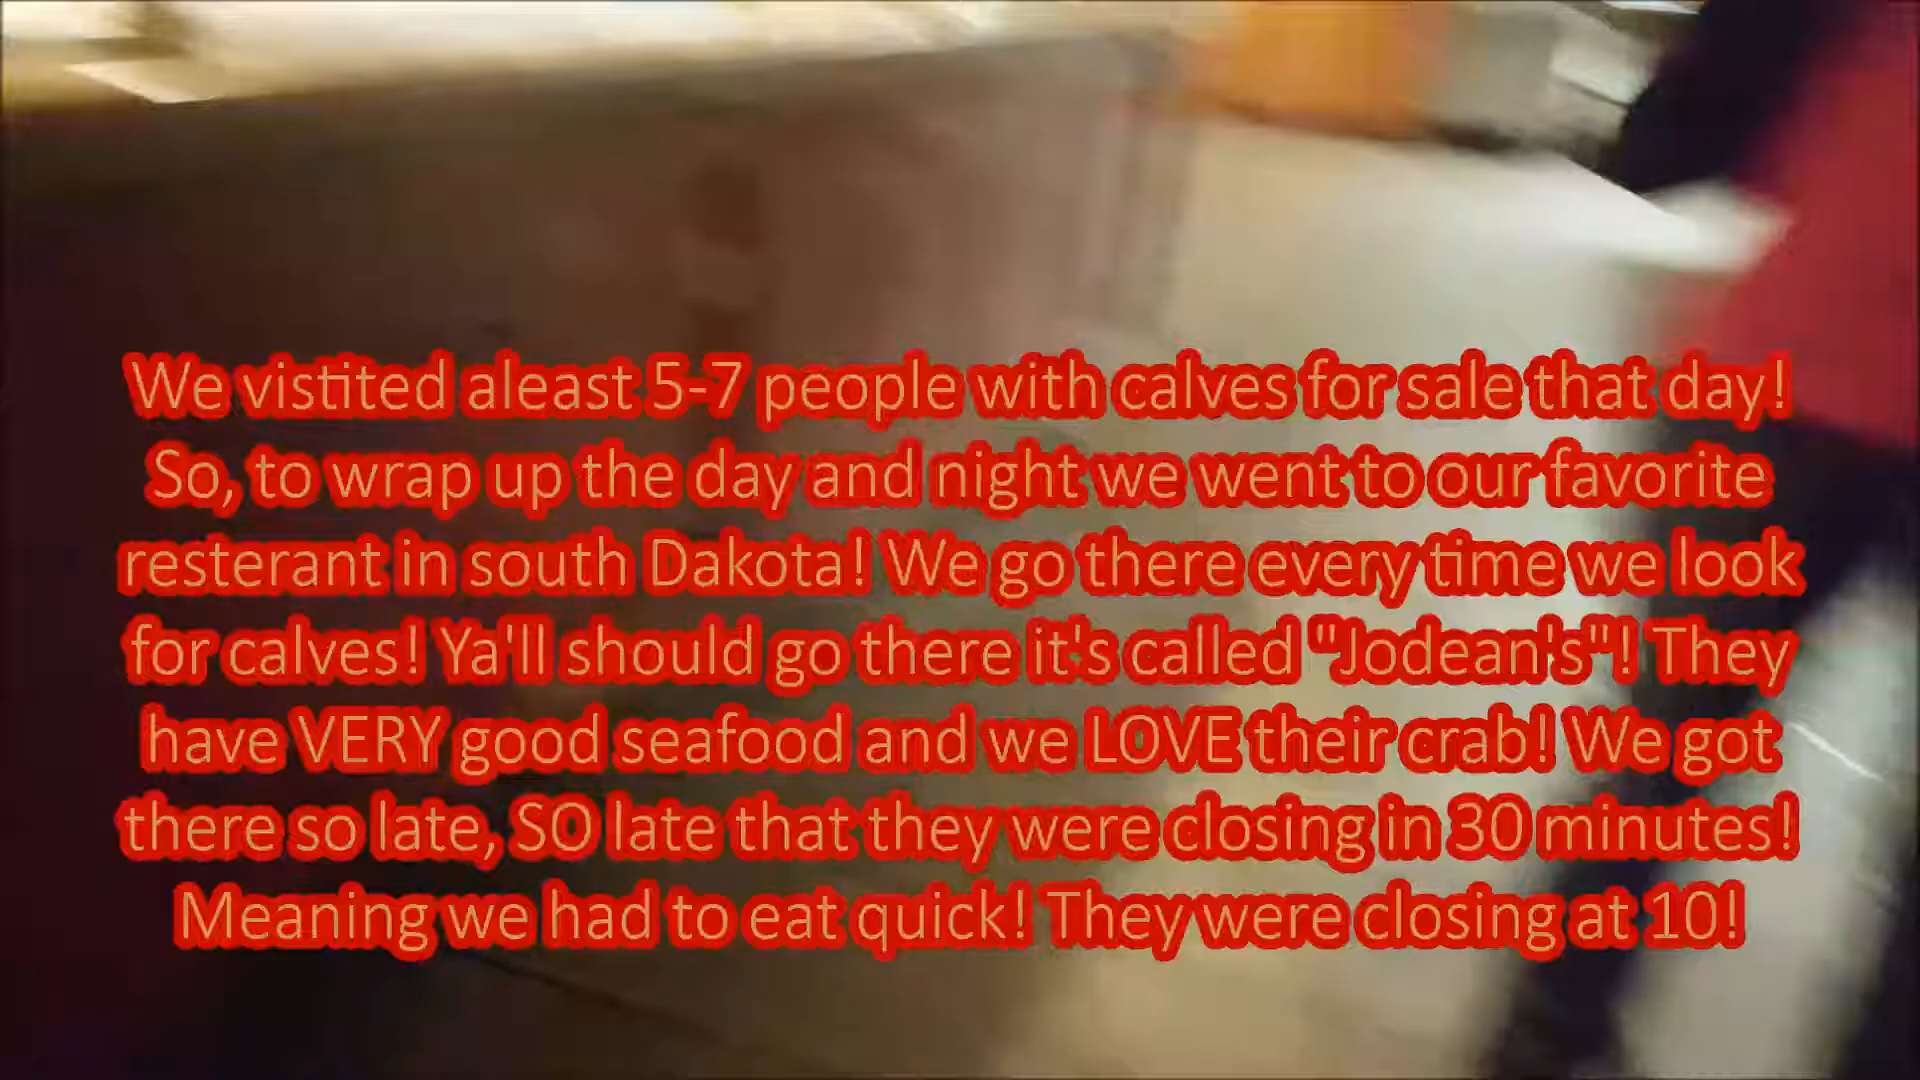 We vistited aleast 5-7 people with calves for sale that day!
So, to wrap up the day and night we went to our favorite
resterant in south Dakota! We go there every time we look
for calves! Ya'll should go there it's called "Jodean's"! They
have VERY good seafood and we LOVE their crab! We got
there so late, SO late that they were closing in 30 minutes!
Meaning we had to eat quick! They were closing at 10!